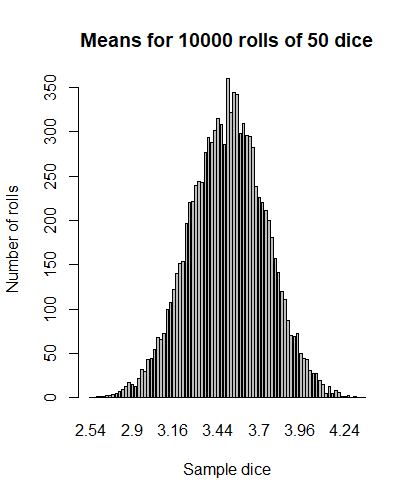 Means for 10000 rolls of 50 dice
350
300
250
200
150
100
50
0
Number of rolls
2.54 2.9 3.16 3.44 3.7 3.96 4.24
Sample dice